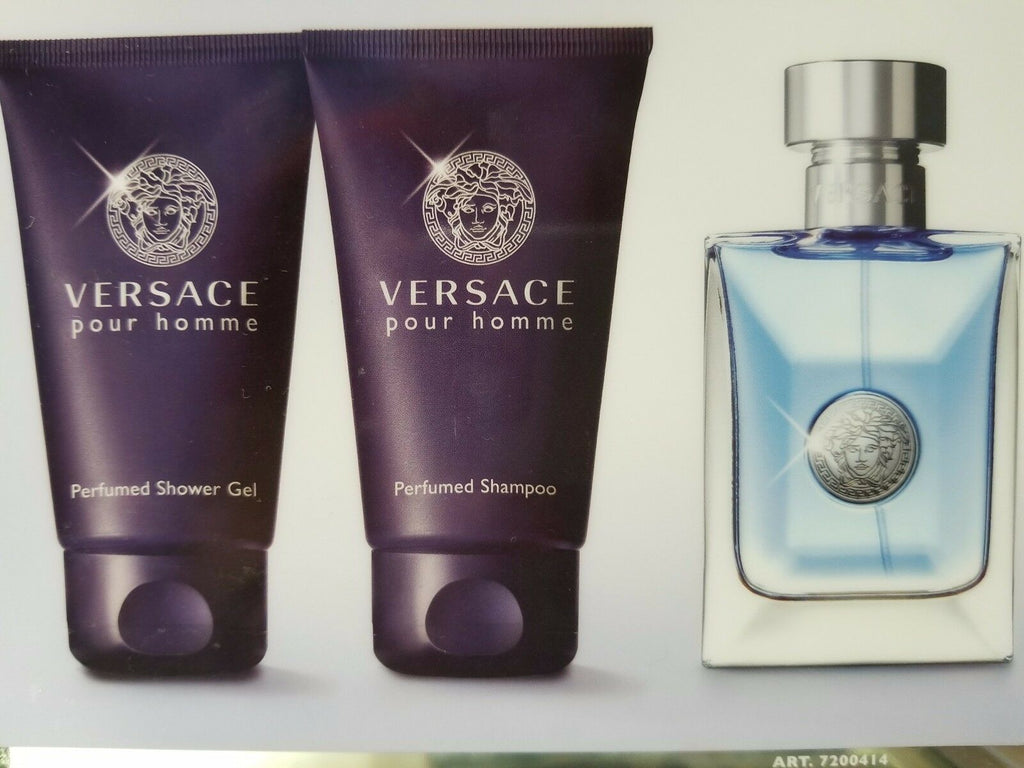 VERSACE
pour homme
Perfumed Shower Gel
VERSACE
pour homme
Perfumed Shampoo
VERSACE
ART. 7200414